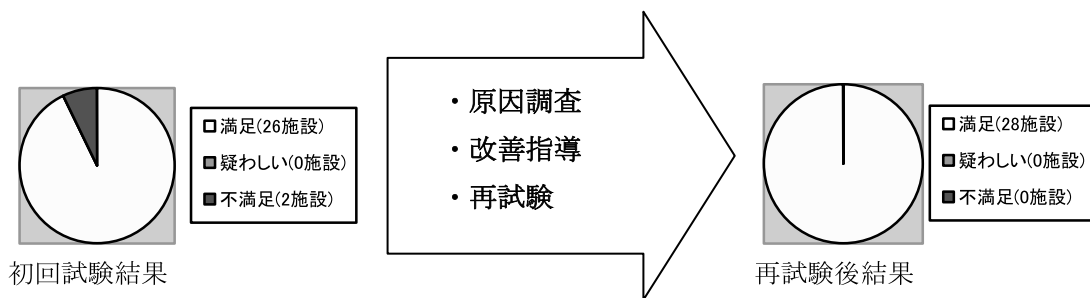 満足(26施設)
疑わしい(0施設)
不満足(2施設)
初回試験結果
・原因調査
・改善指導
・再試験
満足(28施設)
疑わしい(0施設)
不満足(0施設)
再試験後結果